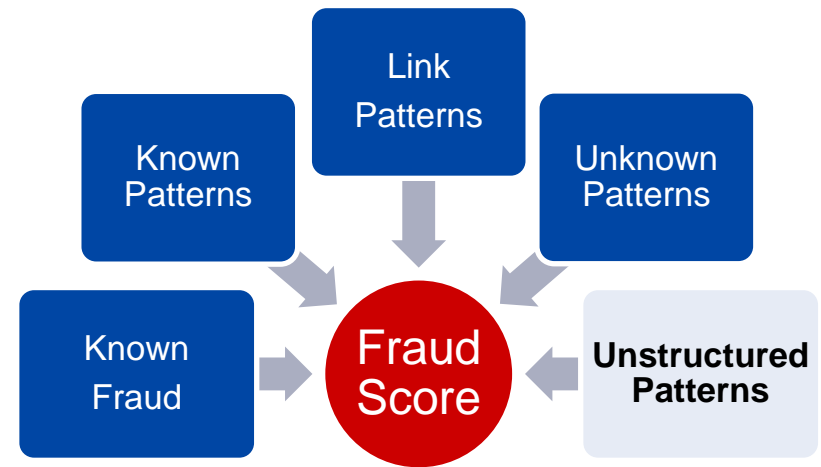 Link
Patterns
Known
Patterns
Unknown
Patterns
Known
Fraud
Fraud
Score
Unstructured
Patterns